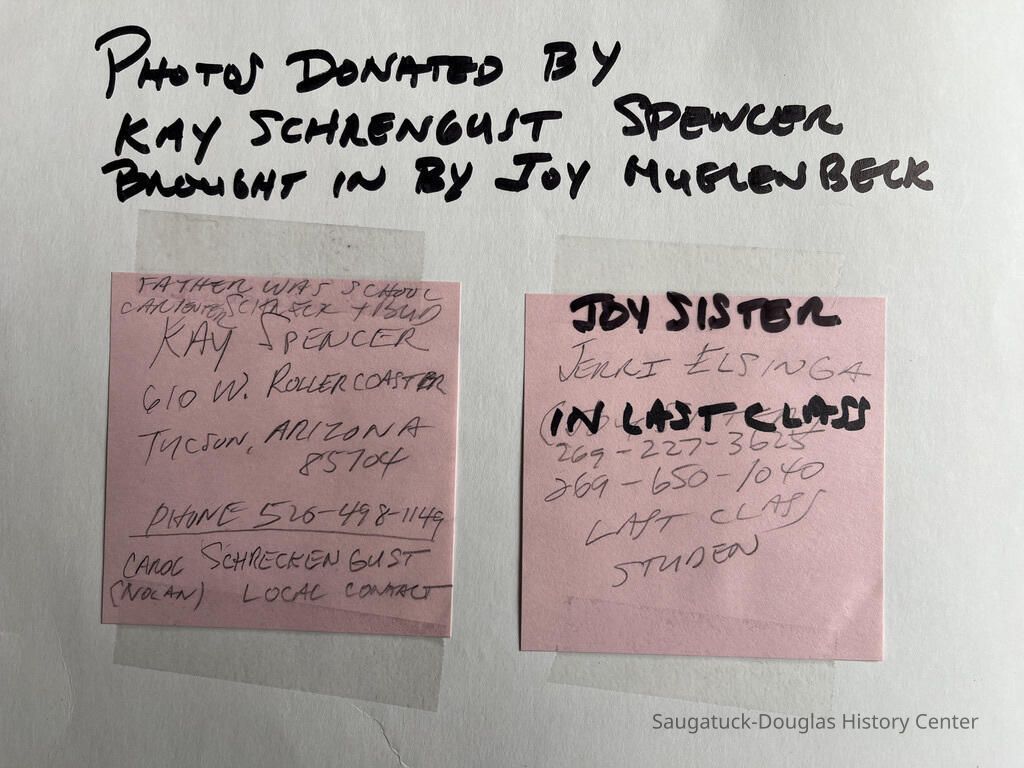 PHOTOS DONATED BY
KAY SCHRENGUST SPENCER
BROUGHT IN BY JOY MUELENBECK
FATHER WAS SCHOOL
CARPENTER
KAY SPENCER
610 W. ROLLERCOASTER
TUCSON, ARIZONA
85704
PHONE 520-498-1149
CAROL SCHRECKENGUST
(NOLAN) LOCAL CONTACT
JOY SISTER
JERRI ELSINGA
IN LAST CLASS
269-227-3625
269-650-1040
LAST CLASS
STUDEN
Saugatuck-Douglas History Center